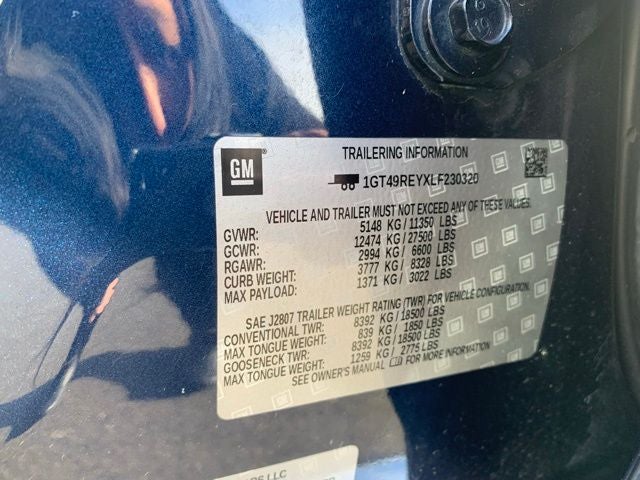 GM
TRAILERING INFORMATION
1GT49REYXLF230320
VEHICLE AND TRAILER MUST NOT EXCEED ANY OF THESE VALUES.
GVWR: 5148 KG / 11350 LBS
GCWR: 12474 KG / 27500 LBS
RGAWR: 2994 KG / 6600 LBS
CURB WEIGHT: 3777 KG / 8328 LBS
MAX PAYLOAD: 1371 KG / 3022 LBS
SAE J2807 TRAILER WEIGHT RATING (TWR) FOR VEHICLE CONFIGURATION.
CONVENTIONAL TWR: 8392 KG / 18500 LBS
MAX TONGUE WEIGHT: 839 KG / 1850 LBS
GOOSENECK TWR: 8392 KG / 18500 LBS
MAX TONGUE WEIGHT: 1259 KG / 2775 LBS
SEE OWNER'S MANUAL FOR MORE INFORMATION
LLC